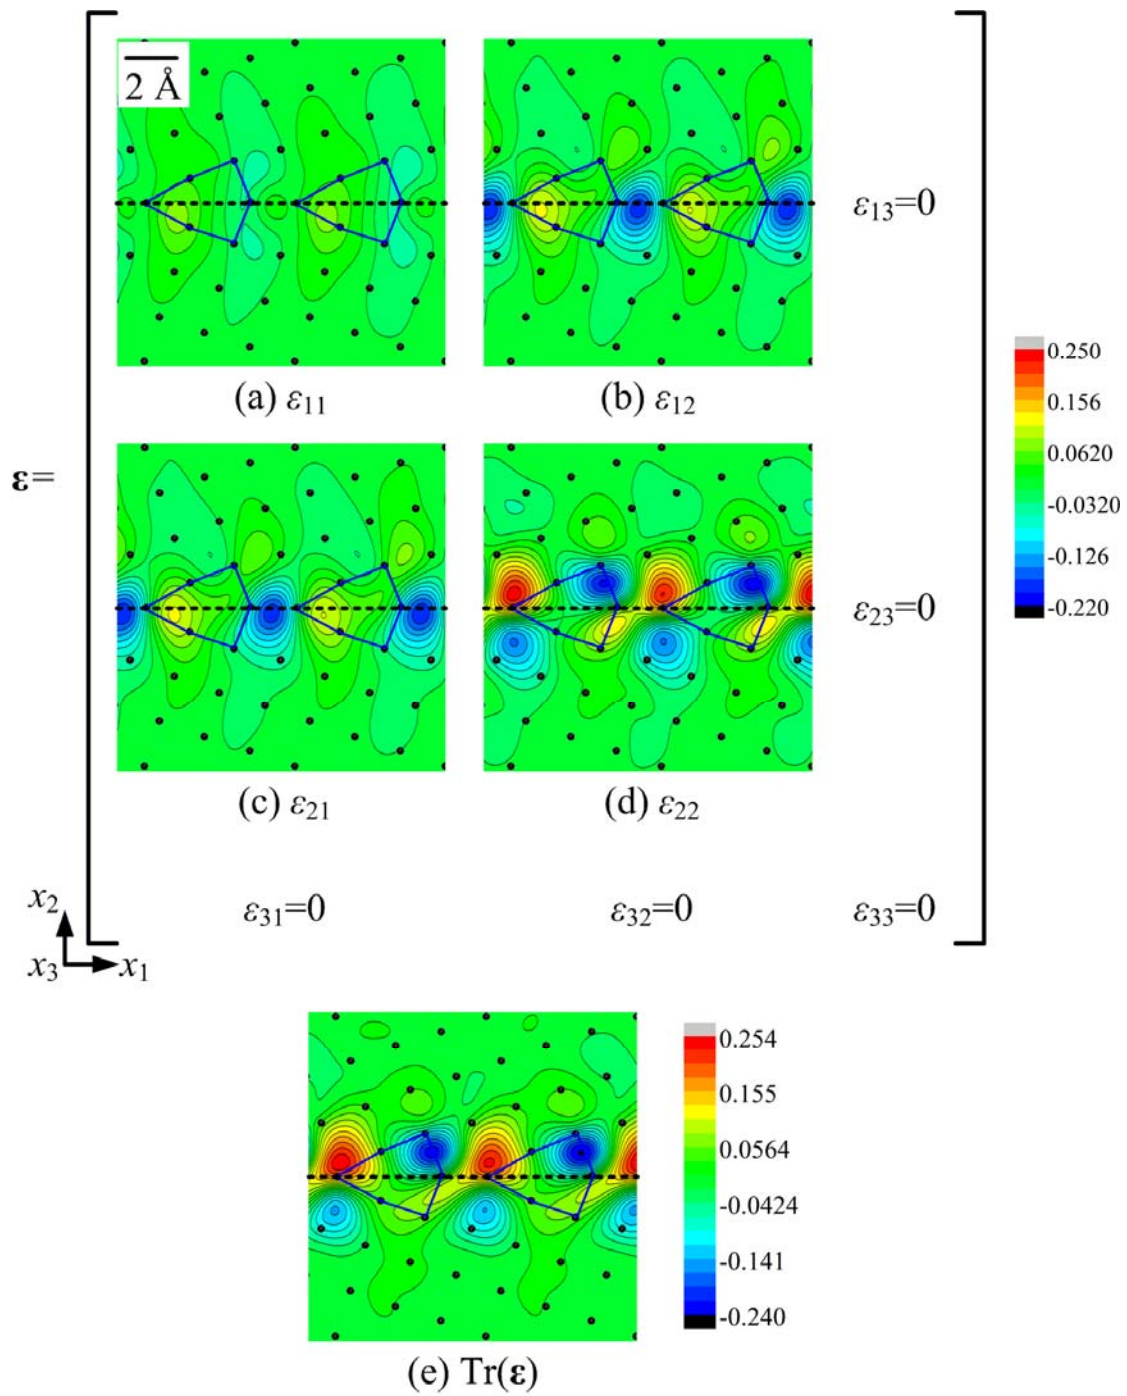 2 Å
(a) ε₁₁
(b) ε₁₂
ε₁₃=0
0.250
0.156
0.0620
-0.0320
-0.126
-0.220
ε=
(c) ε₂₁
(d) ε₂₂
ε₂₃=0
ε₃₁=0
ε₃₂=0
ε₃₃=0
x₂
x₃
x₁
0.254
0.155
0.0564
-0.0424
-0.141
-0.240
(e) Tr(ε)